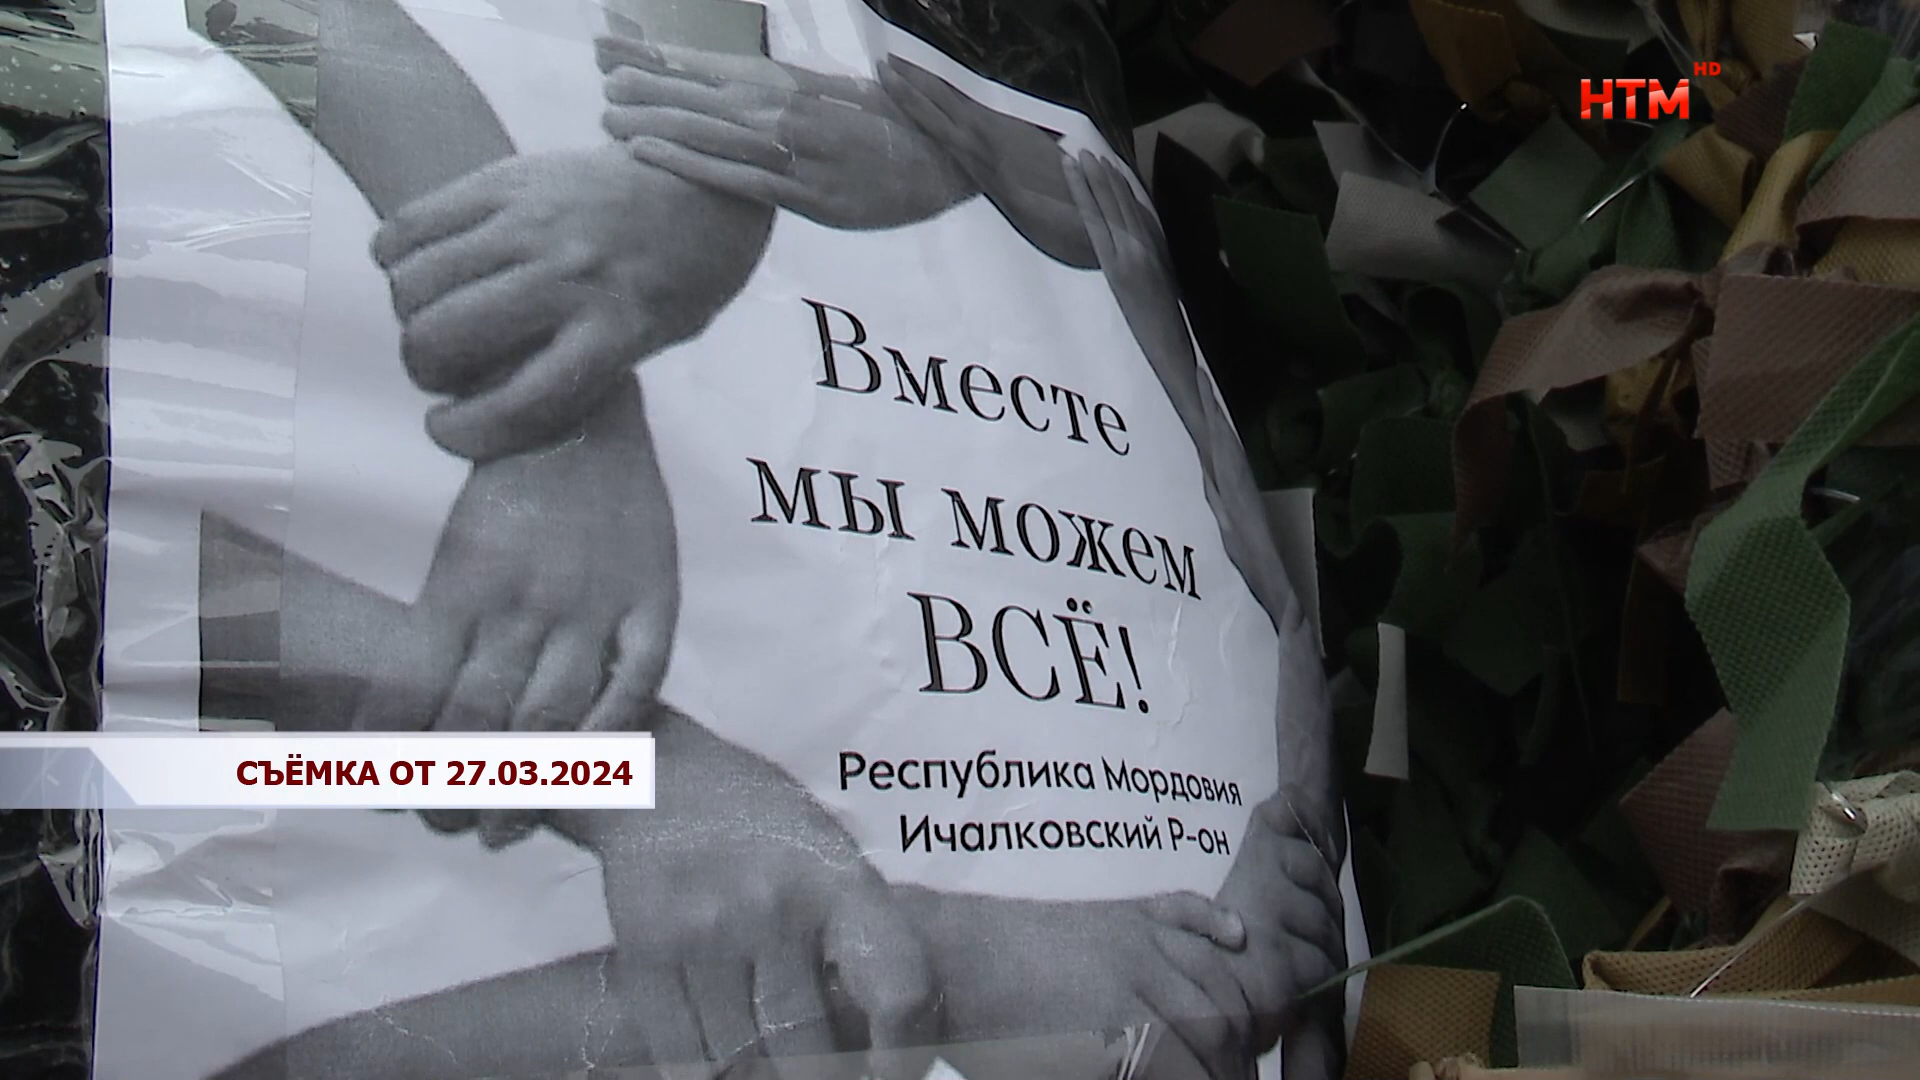 НТМ HD
Вместе
мы можем
ВСЁ!
Республика Мордовия
Ичалковский Р-он
СЪЁМКА ОТ 27.03.2024